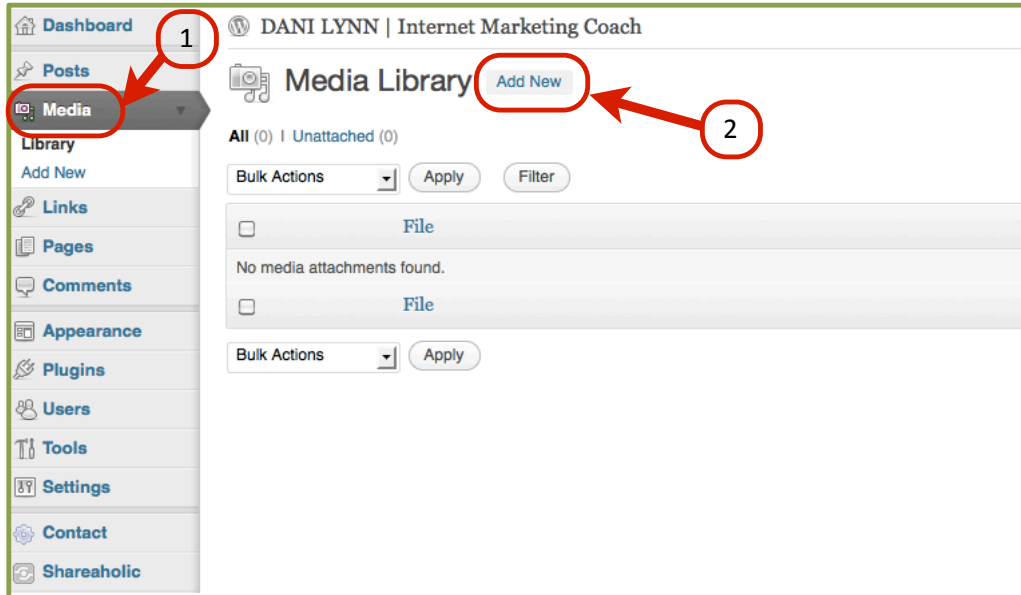 Dashboard
1
Posts
Media
Library
Add New
Links
Pages
Comments
Appearance
Plugins
Users
Tools
Settings
Contact
Shareaholic
DANI LYNN | Internet Marketing Coach
Media Library Add New
2
All (0) | Unattached (0)
Bulk Actions Apply Filter
File
No media attachments found.
File
Bulk Actions Apply